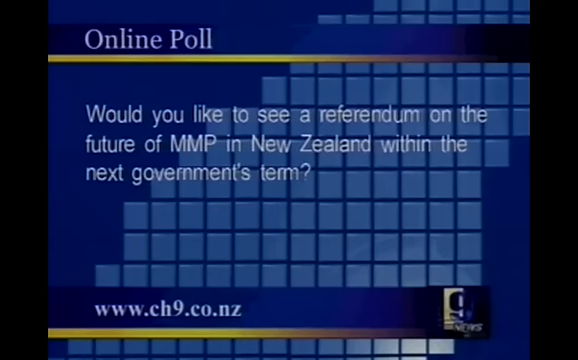 Online Poll
Would you like to see a referendum on the
future of MMP in New Zealand within the
next government's term?
www.ch9.co.nz
9
NEWS